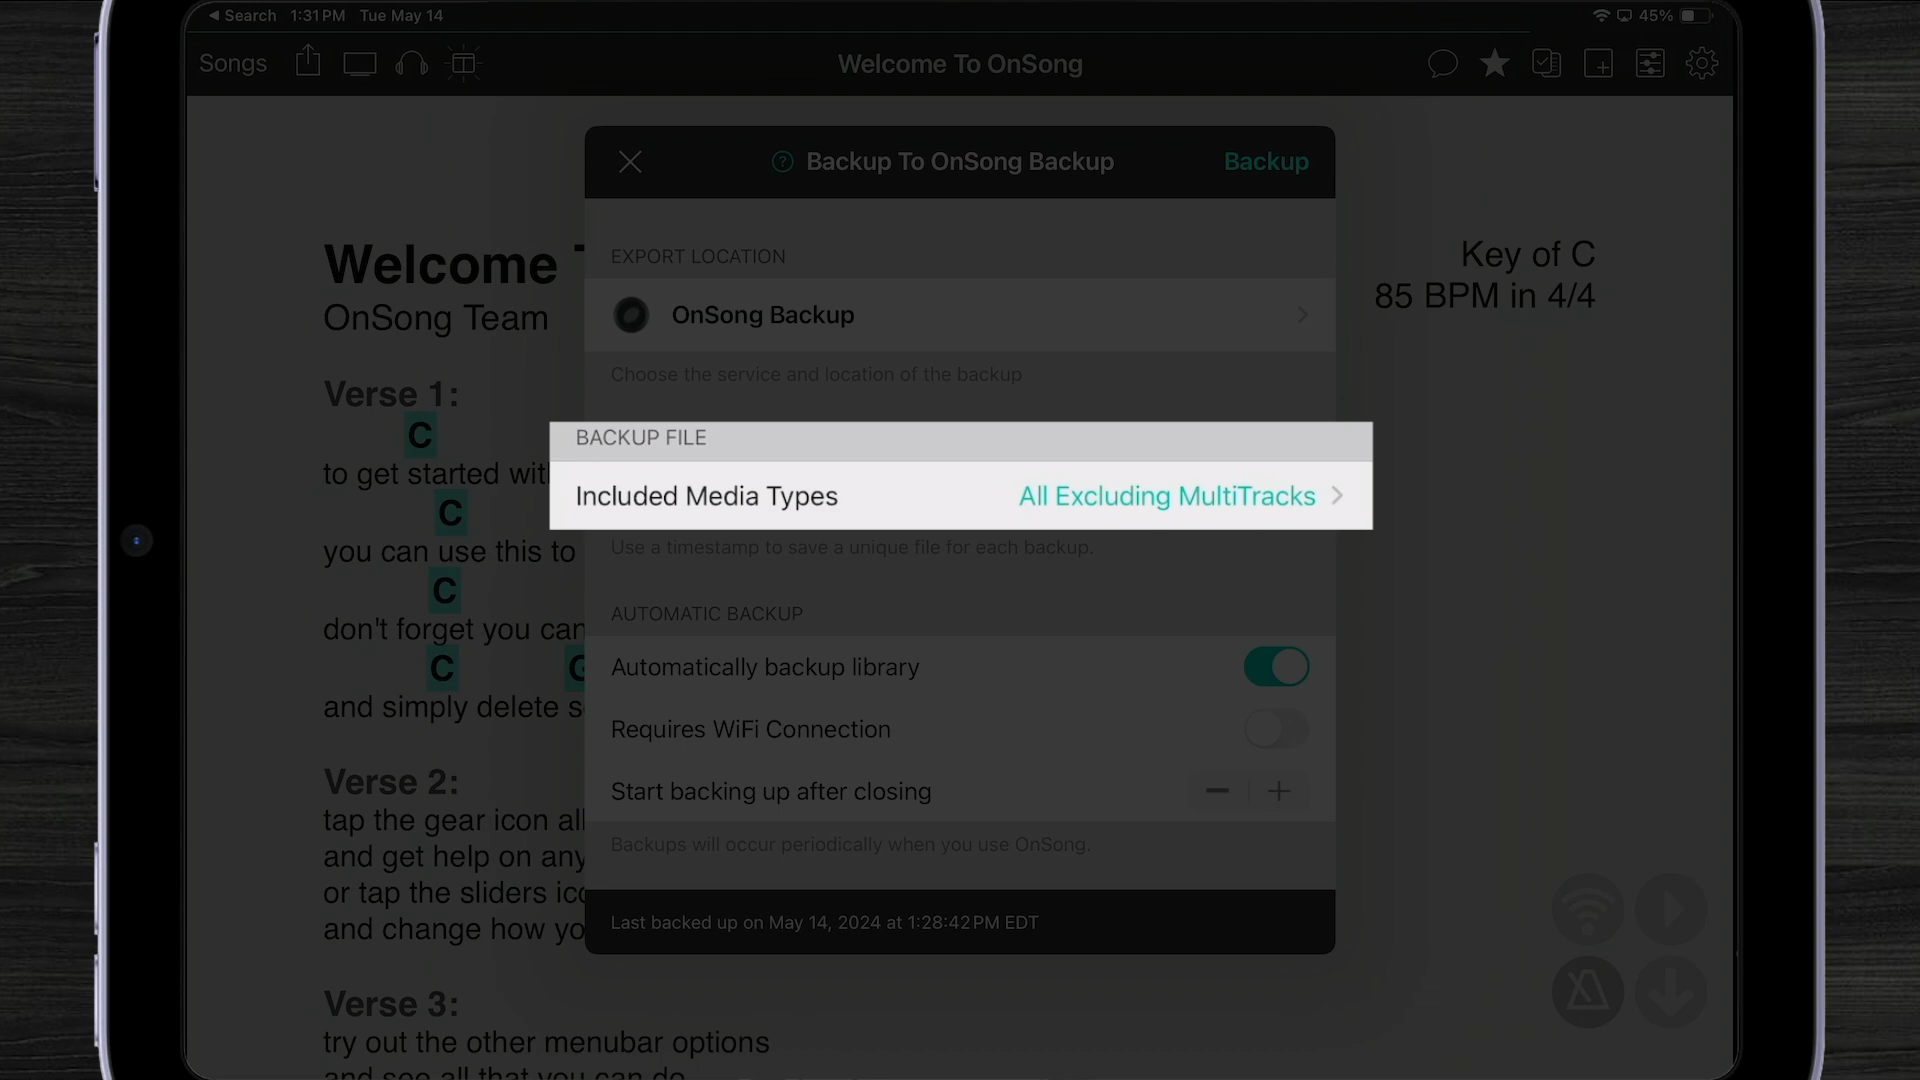 ◀ Search 1:31 PM Tue May 14
45%
Songs
Welcome To OnSong
Backup To OnSong Backup
Backup
EXPORT LOCATION
OnSong Backup
Choose the service and location of the backup
BACKUP FILE
Included Media Types
All Excluding MultiTracks
Use a timestamp to save a unique file for each backup.
AUTOMATIC BACKUP
Automatically backup library
Requires WiFi Connection
Start backing up after closing
Backups will occur periodically when you use OnSong.
Last backed up on May 14, 2024 at 1:28:42 PM EDT
Welcome
OnSong Team
Key of C
85 BPM in 4/4
Verse 1:
C
to get started
C
you can use this to
C
don't forget you can
C
and simply delete
Verse 2:
tap the gear icon
and get help on any
or tap the sliders
and change how
Verse 3:
try out the other menubar options
and see all that you can do